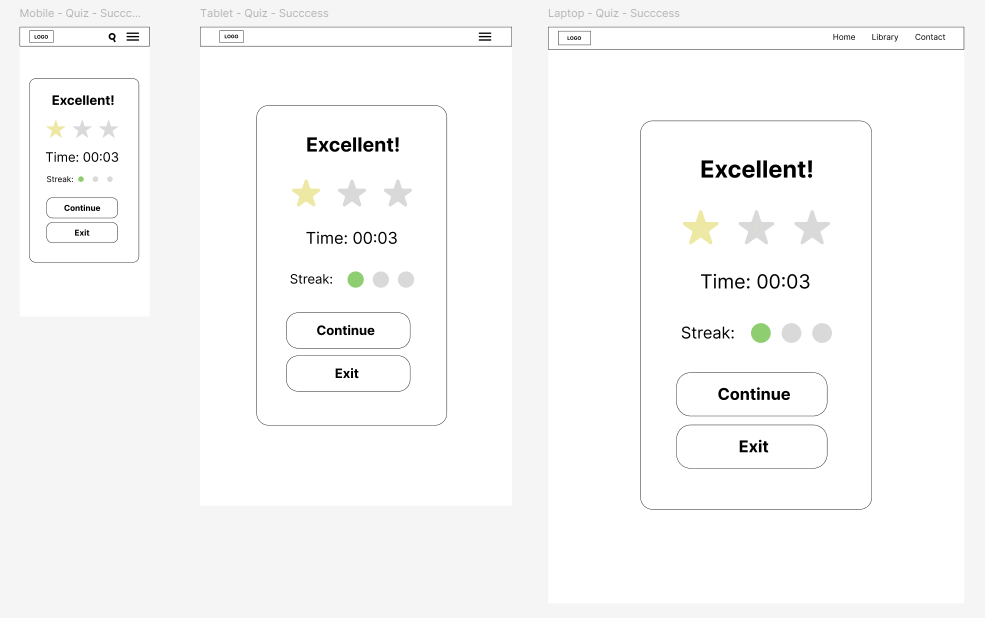 Mobile - Quiz - Succc...
LOGO
Excellent!
Time: 00:03
Streak:
Continue
Exit
Tablet - Quiz - Succcess
LOGO
Excellent!
Time: 00:03
Streak:
Continue
Exit
Laptop - Quiz - Succcess
LOGO
Home Library Contact
Excellent!
Time: 00:03
Streak:
Continue
Exit